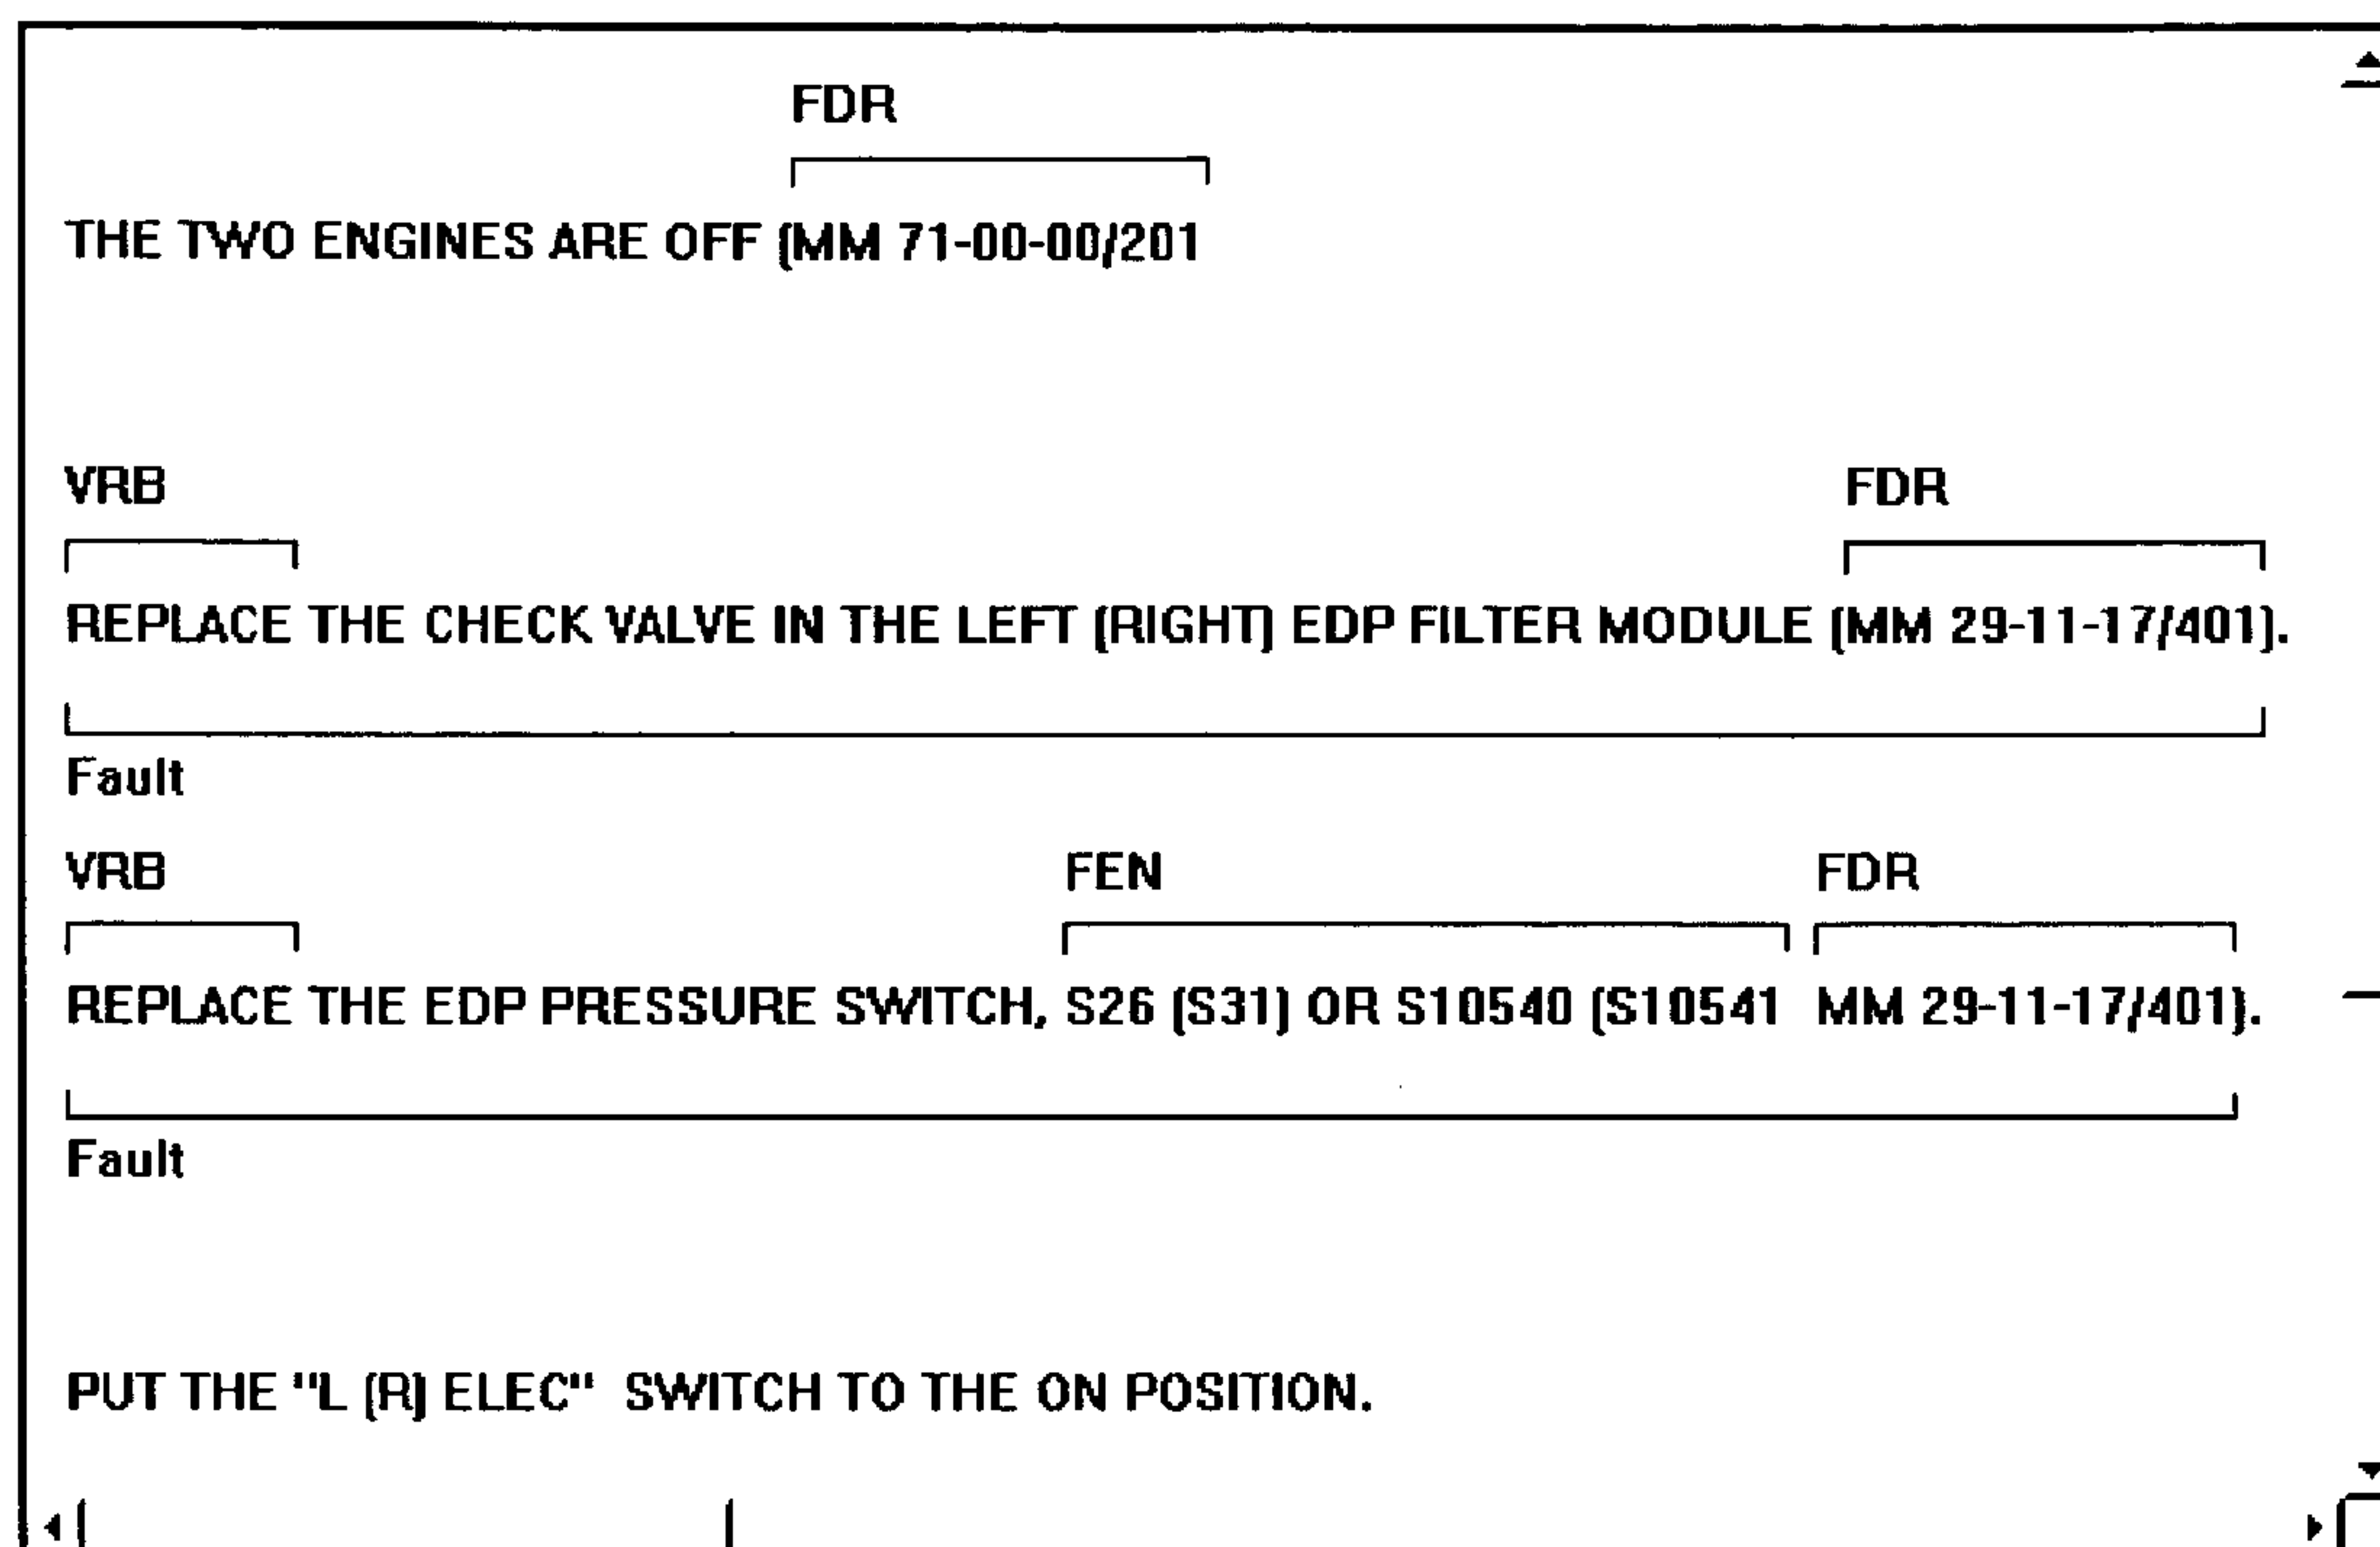 FDR
THE TWO ENGINES ARE OFF (MM 71-00-00/201
VRB FDR
REPLACE THE CHECK VALVE IN THE LEFT (RIGHT) EDP FILTER MODULE (MM 29-11-17/401).
Fault
VRB FEN FDR
REPLACE THE EDP PRESSURE SWITCH, S26 (S31) OR S10540 (S10541 MM 29-11-17/401).
Fault
PUT THE "L (R) ELEC" SWITCH TO THE ON POSITION.